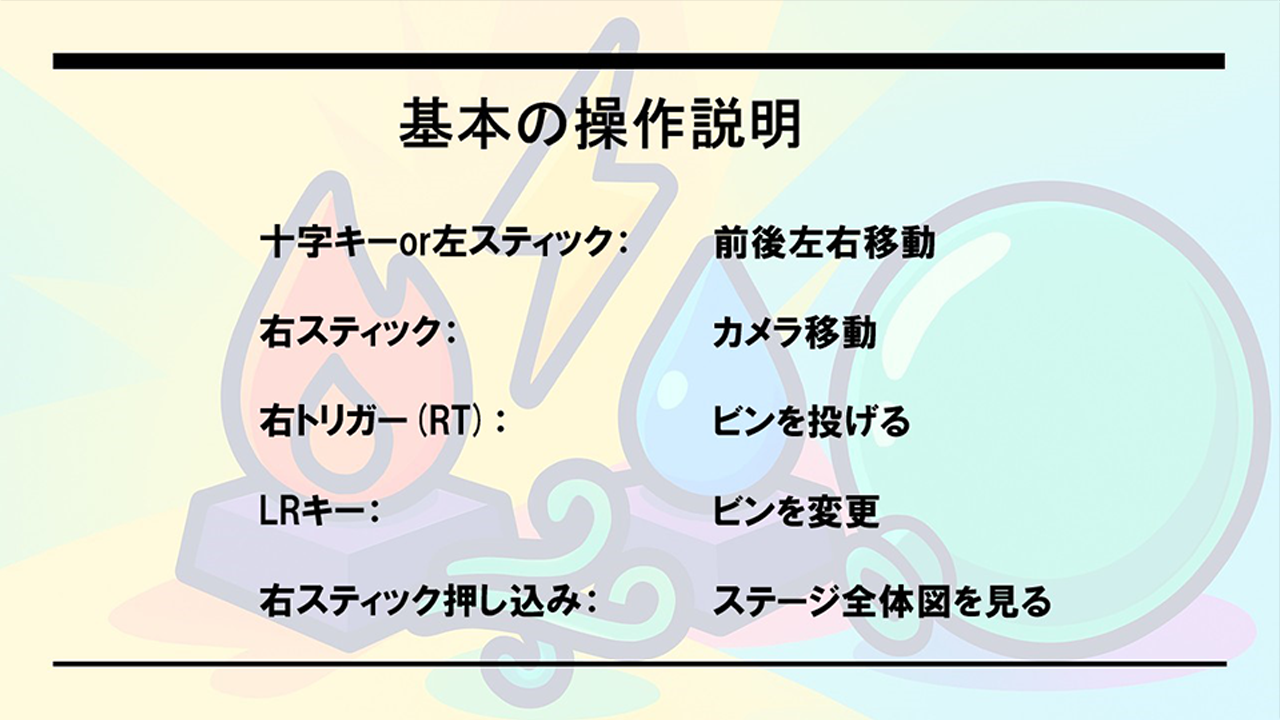 基本の操作説明
十字キーor左スティック： 前後左右移動
右スティック： カメラ移動
右トリガー(RT)： ビンを投げる
LRキー： ビンを変更
右スティック押し込み： ステージ全体図を見る